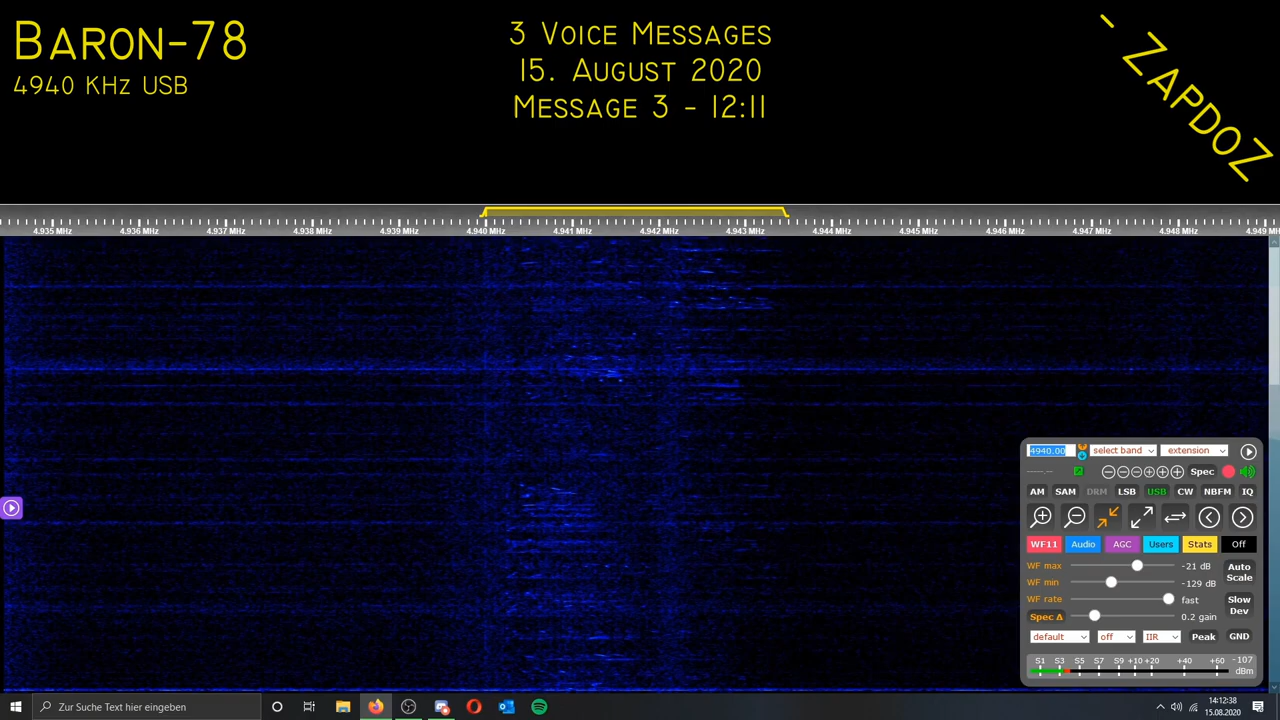 BARON-78
4940 KHZ USB
3 VOICE MESSAGES
15. AUGUST 2020
MESSAGE 3 - 12:11
- ZAPDOZ
4.935 MHz 4.936 MHz 4.937 MHz 4.938 MHz 4.939 MHz 4.940 MHz 4.941 MHz 4.942 MHz 4.943 MHz 4.944 MHz 4.945 MHz 4.946 MHz 4.947 MHz 4.948 MHz 4.949 MH
4940.00 select band extension
Spec
AM SAM DRM LSB USB CW NBFM IQ
WF11 Audio AGC Users Stats Off
WF max -21 dB Auto Scale
WF min -129 dB
WF rate fast Slow Dev
Spec Δ 0.2 gain
default off IIR Peak GND
S1 S3 S5 S7 S9 +10 +20 +40 +60 -107 dBm
Zur Suche Text hier eingeben
14:12:38
15.08.2020